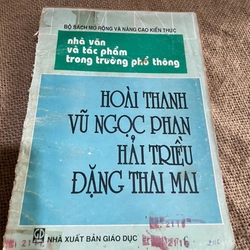 BỘ SÁCH MỞ RỘNG VÀ NÂNG CAO KIẾN THỨC
nhà văn
và tác phẩm
trong trường phổ thông
HOÀI THANH
VŨ NGỌC PHAN
HẢI TRIỀU
ĐẶNG THAI MAI
NHÀ XUẤT BẢN GIÁO DỤC